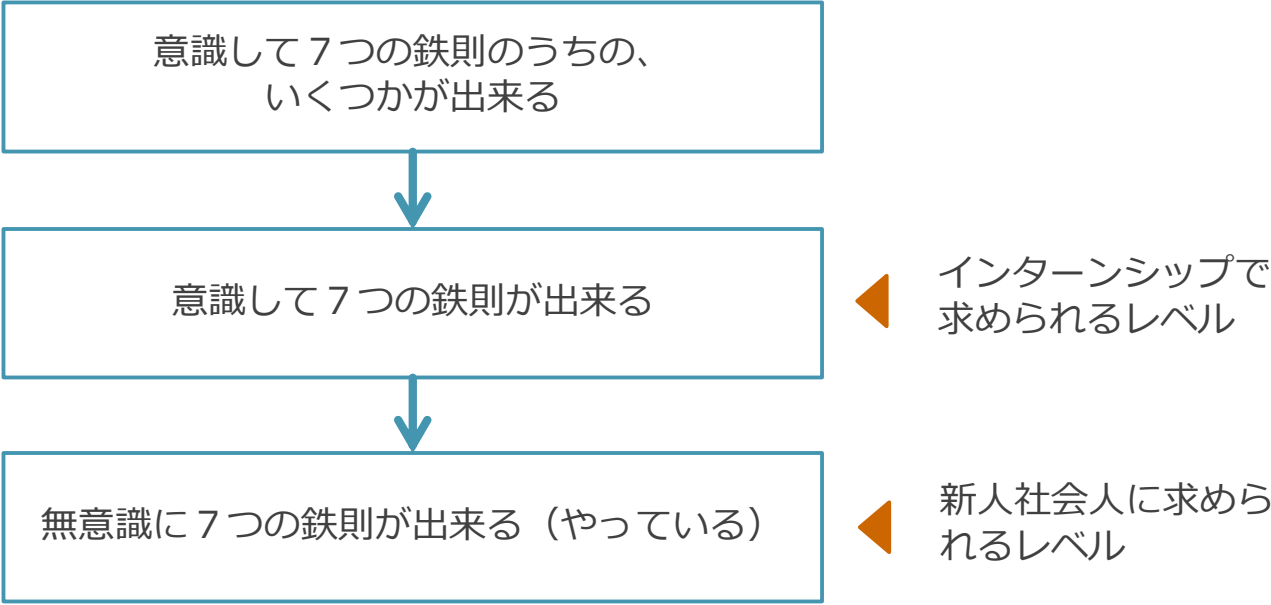 意識して７つの鉄則のうちの、
いくつかが出来る
意識して７つの鉄則が出来る
インターンシップで
求められるレベル
無意識に７つの鉄則が出来る（やっている）
新人社会人に求めら
れるレベル